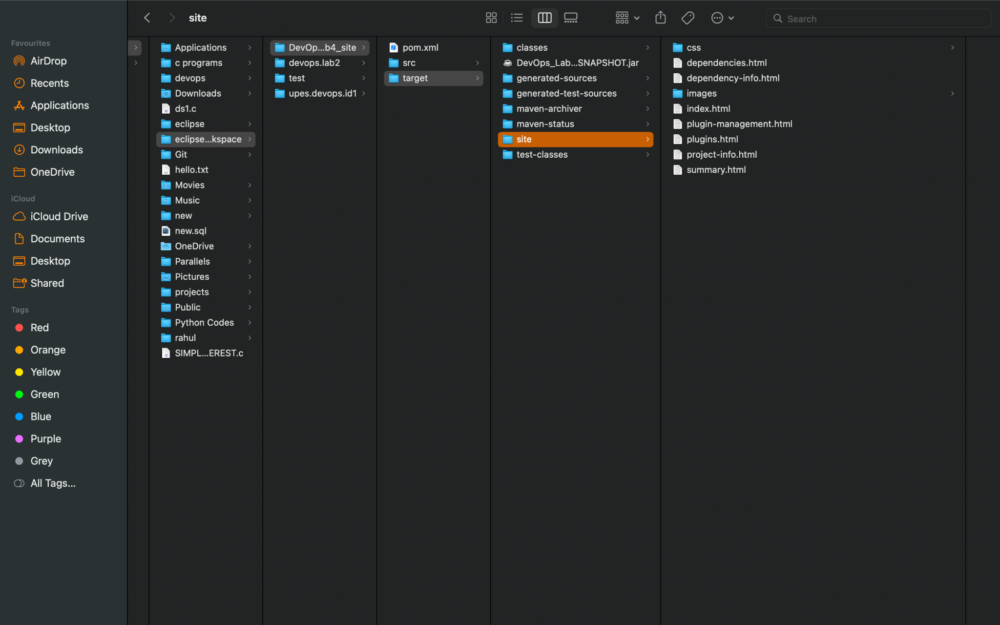 site
Search
Favourites
AirDrop
Recents
Applications
Desktop
Downloads
OneDrive
iCloud
iCloud Drive
Documents
Desktop
Shared
Tags
Red
Orange
Yellow
Green
Blue
Purple
Grey
All Tags...
Applications
c programs
devops
Downloads
ds1.c
eclipse
eclipse...kspace
Git
hello.txt
Movies
Music
new
new.sql
OneDrive
Parallels
Pictures
projects
Public
Python Codes
rahul
SIMPL...EREST.c
DevOp...b4_site
devops.lab2
test
upes.devops.id1
pom.xml
src
target
classes
DevOps_Lab...SNAPSHOT.jar
generated-sources
generated-test-sources
maven-archiver
maven-status
site
test-classes
css
dependencies.html
dependency-info.html
images
index.html
plugin-management.html
plugins.html
project-info.html
summary.html